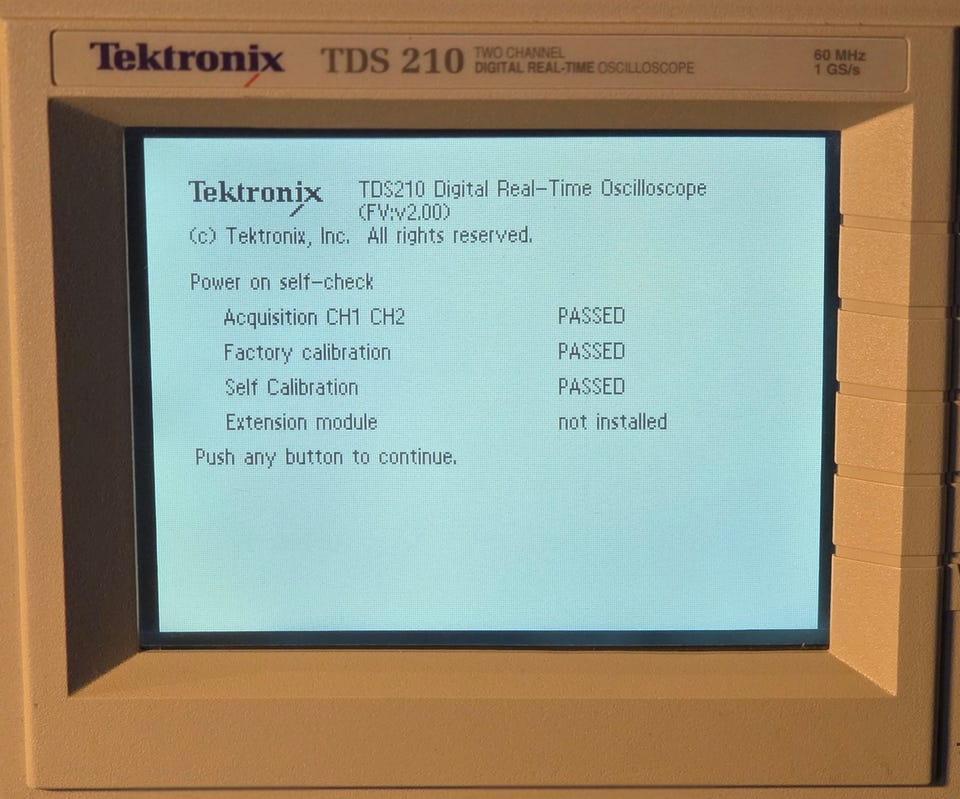 Tektronix TDS 210 TWO CHANNEL DIGITAL REAL-TIME OSCILLOSCOPE 60 MHz 1 GS/s
Tektronix TDS210 Digital Real-Time Oscilloscope
(FV:v2.00)
(c) Tektronix, Inc. All rights reserved.
Power on self-check
Acquisition CH1 CH2 PASSED
Factory calibration PASSED
Self Calibration PASSED
Extension module not installed
Push any button to continue.